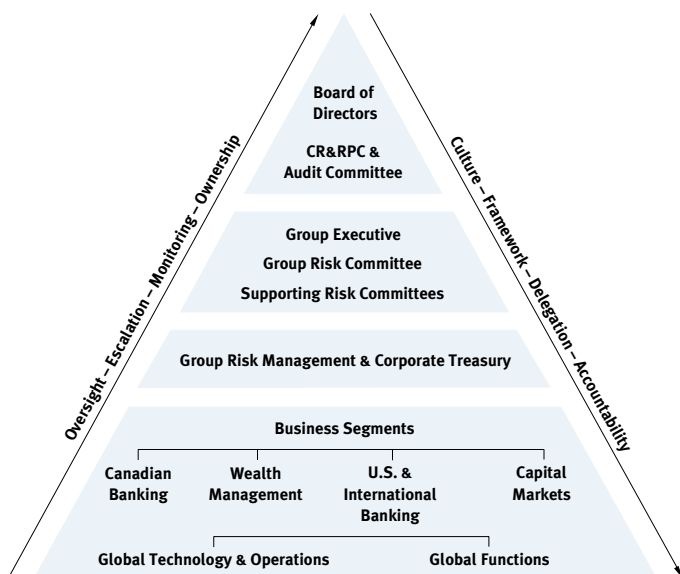 Board of
Directors
CR&RPC &
Audit Committee
Oversight – Escalation – Monitoring – Ownership
Culture – Framework – Delegation – Accountability
Group Executive
Group Risk Committee
Supporting Risk Committees
Group Risk Management & Corporate Treasury
Business Segments
Canadian
Banking
Wealth
Management
U.S. &
International
Banking
Capital
Markets
Global Technology & Operations
Global Functions